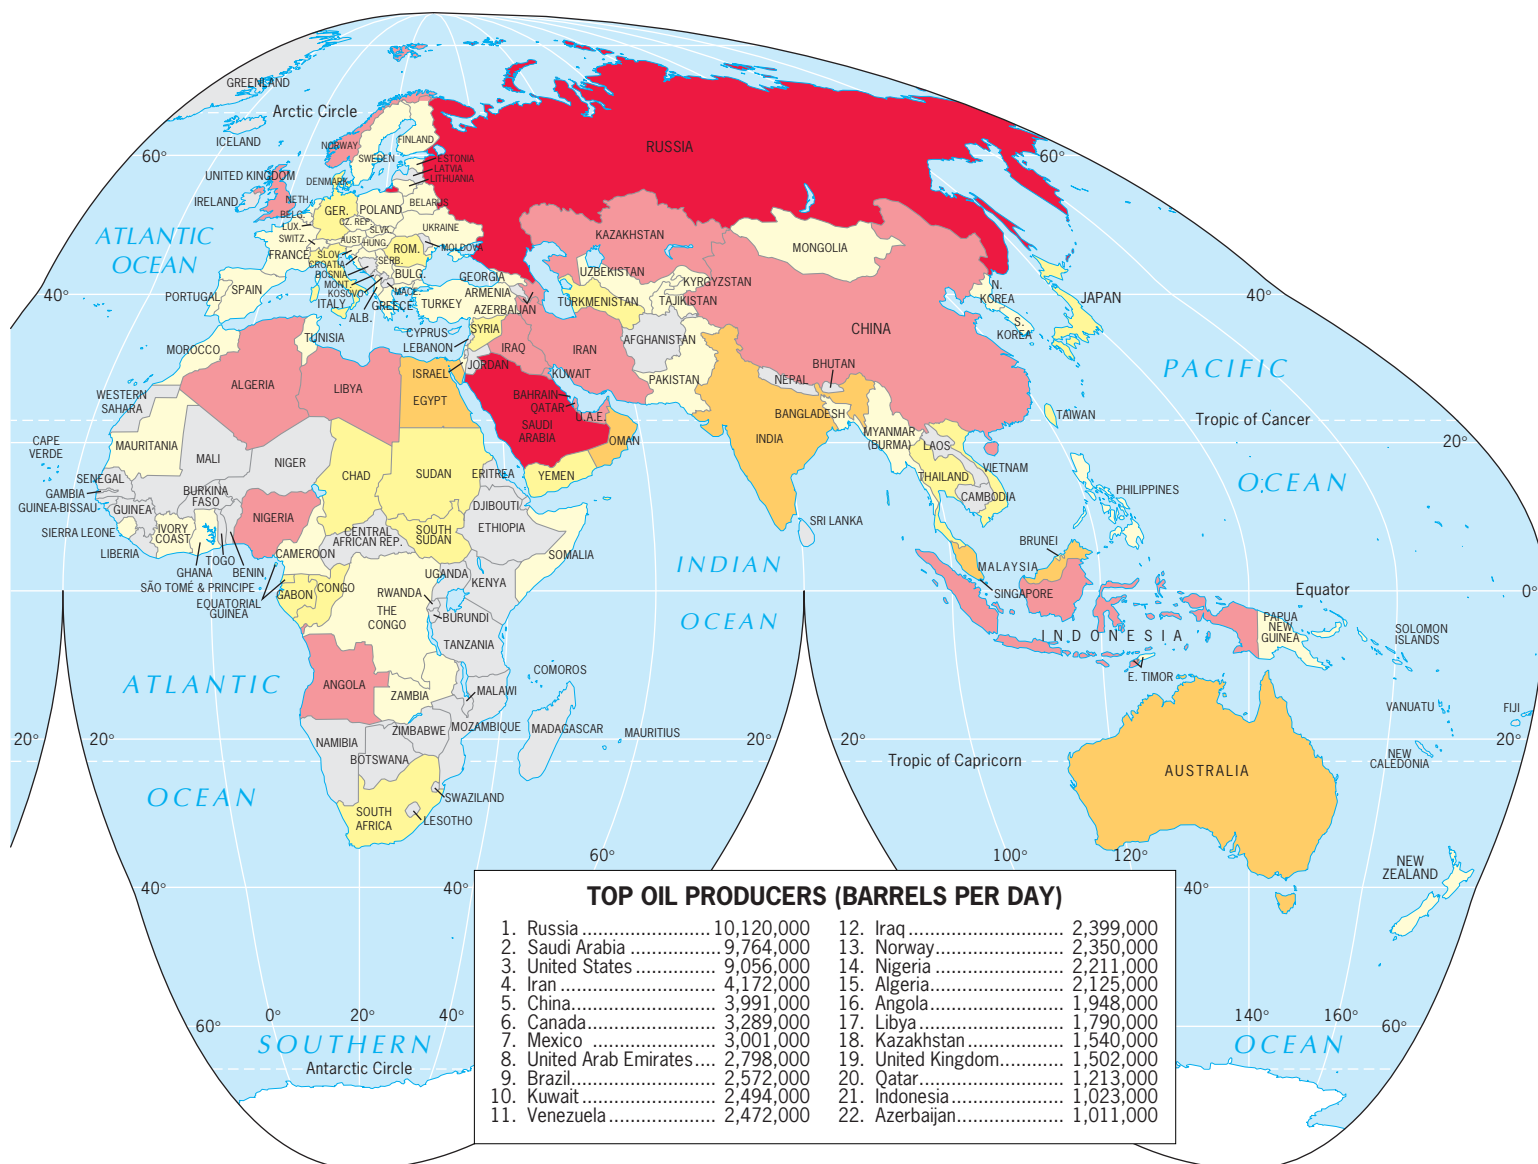 GREENLAND
Arctic Circle
ICELAND
60°
NORWAY
FINLAND
SWEDEN
RUSSIA
60°
ESTONIA
LATVIA
LITHUANIA
UNITED KINGDOM
DENMARK
IRELAND
NETH.
BELG.
GER.
POLAND
BELARUS
LUX.
CZ. REP.
SLVK.
UKRAINE
SWITZ.
AUST.
HUNG.
MOLDOVA
FRANCE
SLOV.
CROATIA
BOSNIA
SERB.
ROM.
MONT.
KOSOVO
BULG.
MACE.
ITALY
ALB.
GREECE
PORTUGAL
SPAIN
ATLANTIC
OCEAN
40°
KAZAKHSTAN
MONGOLIA
GEORGIA
ARMENIA
AZERBAIJAN
TURKEY
UZBEKISTAN
TURKMENISTAN
KYRGYZSTAN
TAJIKISTAN
N.
KOREA
S.
KOREA
JAPAN
40°
CHINA
CYPRUS
LEBANON
SYRIA
IRAQ
IRAN
AFGHANISTAN
MOROCCO
TUNISIA
ISRAEL
JORDAN
KUWAIT
PAKISTAN
NEPAL
BHUTAN
PACIFIC
OCEAN
WESTERN
SAHARA
ALGERIA
LIBYA
EGYPT
BAHRAIN
QATAR
U.A.E.
SAUDI
ARABIA
OMAN
YEMEN
INDIA
BANGLADESH
MYANMAR
(BURMA)
LAOS
TAIWAN
Tropic of Cancer
20°
CAPE
VERDE
MAURITANIA
MALI
NIGER
CHAD
SUDAN
ERITREA
THAILAND
VIETNAM
CAMBODIA
PHILIPPINES
SENEGAL
GAMBIA
GUINEA-BISSAU
GUINEA
BURKINA
FASO
NIGERIA
DJIBOUTI
ETHIOPIA
SRI LANKA
SIERRA LEONE
LIBERIA
IVORY
COAST
GHANA
TOGO
BENIN
CENTRAL
AFRICAN REP.
SOUTH
SUDAN
SOMALIA
CAMEROON
SÃO TOMÉ & PRINCIPE
EQUATORIAL
GUINEA
GABON
CONGO
UGANDA
KENYA
RWANDA
THE
CONGO
BURUNDI
TANZANIA
INDIAN
OCEAN
BRUNEI
MALAYSIA
SINGAPORE
INDONESIA
E. TIMOR
Equator
0°
PAPUA
NEW
GUINEA
SOLOMON
ISLANDS
COMOROS
ANGOLA
ZAMBIA
MALAWI
MOZAMBIQUE
ZIMBABWE
MADAGASCAR
MAURITIUS
NAMIBIA
BOTSWANA
SWAZILAND
LESOTHO
SOUTH
AFRICA
ATLANTIC
OCEAN
20°
20°
20°
20°
Tropic of Capricorn
AUSTRALIA
VANUATU
FIJI
20°
NEW
CALEDONIA
NEW
ZEALAND
60°
100°
120°
40°
40°
40°
TOP OIL PRODUCERS (BARRELS PER DAY)
1. Russia 10,120,000
2. Saudi Arabia 9,764,000
3. United States 9,056,000
4. Iran 4,172,000
5. China 3,991,000
6. Canada 3,289,000
7. Mexico 3,001,000
8. United Arab Emirates 2,798,000
9. Brazil 2,572,000
10. Kuwait 2,494,000
11. Venezuela 2,472,000
12. Iraq 2,399,000
13. Norway 2,350,000
14. Nigeria 2,211,000
15. Algeria 2,125,000
16. Angola 1,948,000
17. Libya 1,790,000
18. Kazakhstan 1,540,000
19. United Kingdom 1,502,000
20. Qatar 1,213,000
21. Indonesia 1,023,000
22. Azerbaijan 1,011,000
60°
0°
20°
40°
140°
160°
60°
SOUTHERN
OCEAN
Antarctic Circle